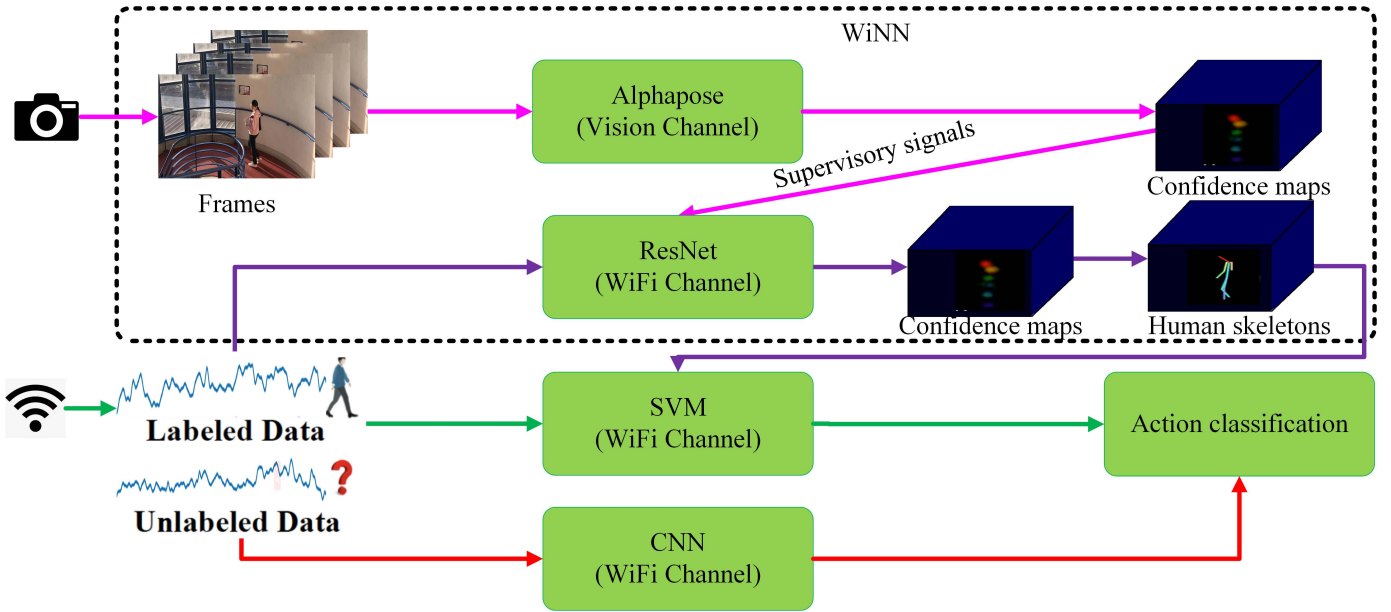 WiNN
Alphapose
(Vision Channel)
Supervisory signals
Confidence maps
Frames
ResNet
(WiFi Channel)
Confidence maps
Human skeletons
Labeled Data
SVM
(WiFi Channel)
Action classification
?
Unlabeled Data
CNN
(WiFi Channel)